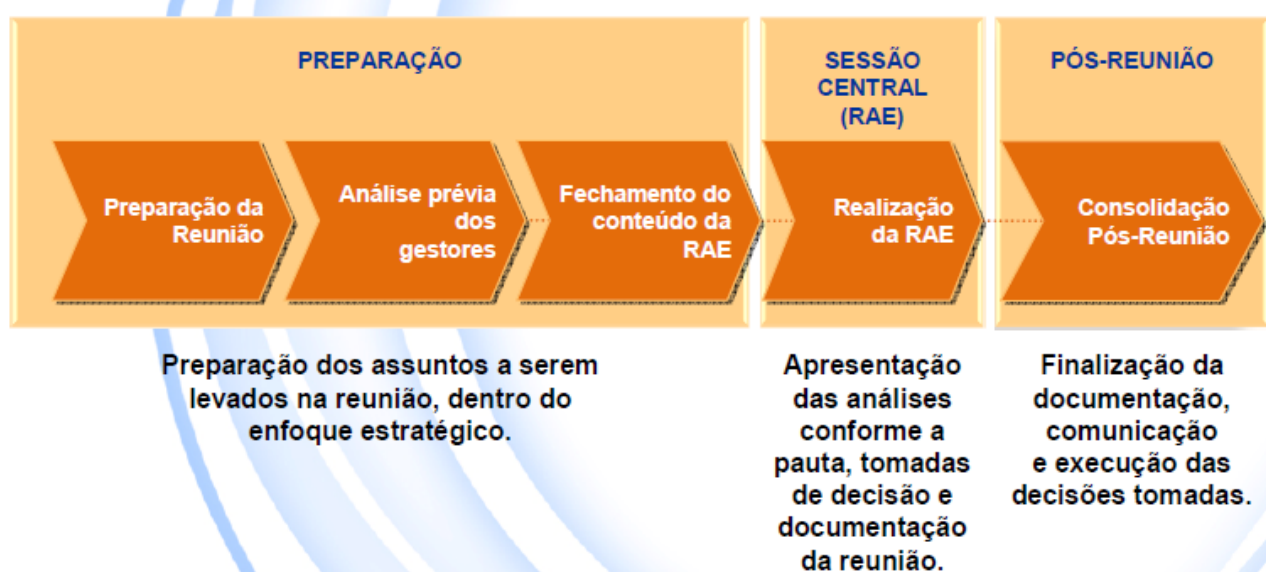 PREPARAÇÃO
SESSÃO
CENTRAL
(RAE)
PÓS-REUNIÃO
Preparação da
Reunião
Análise prévia
dos
gestores
Fechamento do
conteúdo da
RAE
Realização
da RAE
Consolidação
Pós-Reunião
Preparação dos assuntos a serem
levados na reunião, dentro do
enfoque estratégico.
Apresentação
das análises
conforme a
pauta, tomadas
de decisão e
documentação
da reunião.
Finalização da
documentação,
comunicação
e execução das
decisões tomadas.